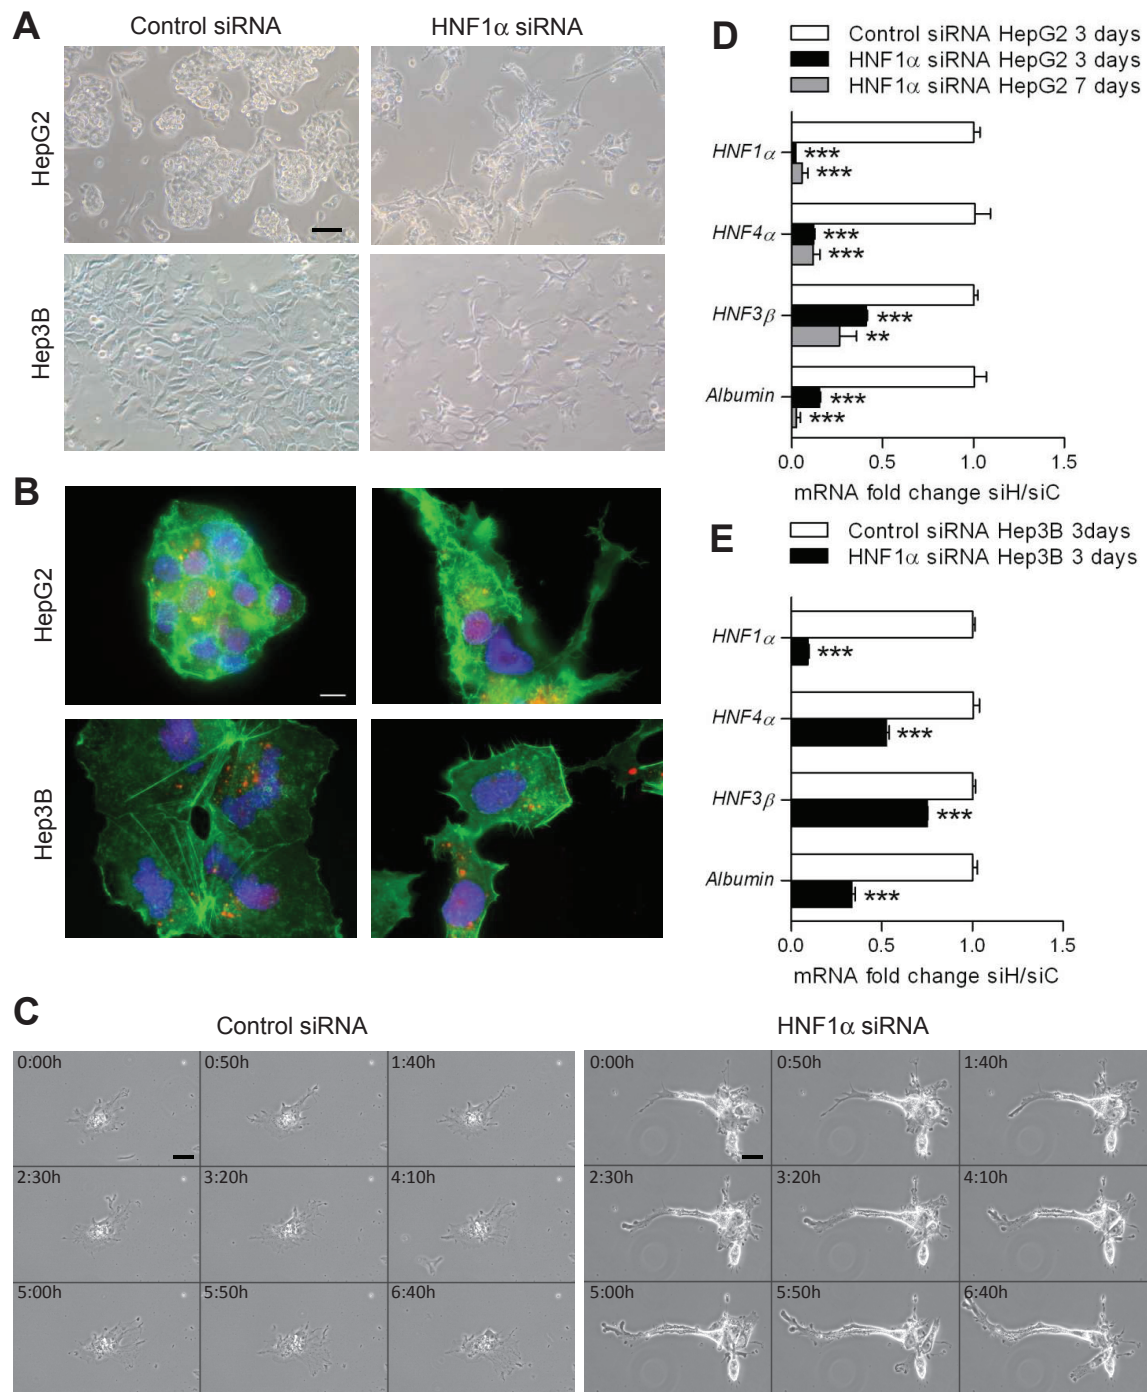 A
Control siRNA
HNF1α siRNA
HepG2
Hep3B
B
HepG2
Hep3B
C
Control siRNA
0:00h
0:50h
1:40h
2:30h
3:20h
4:10h
5:00h
5:50h
6:40h
HNF1α siRNA
0:00h
0:50h
1:40h
2:30h
3:20h
4:10h
5:00h
5:50h
6:40h
D
Control siRNA HepG2 3 days
HNF1α siRNA HepG2 3 days
HNF1α siRNA HepG2 7 days
HNF1α
***
***
HNF4α
***
***
HNF3β
***
**
Albumin
***
***
0.0 0.5 1.0 1.5
mRNA fold change siH/siC
E
Control siRNA Hep3B 3days
HNF1α siRNA Hep3B 3 days
HNF1α
***
HNF4α
***
HNF3β
***
Albumin
***
0.0 0.5 1.0 1.5
mRNA fold change siH/siC